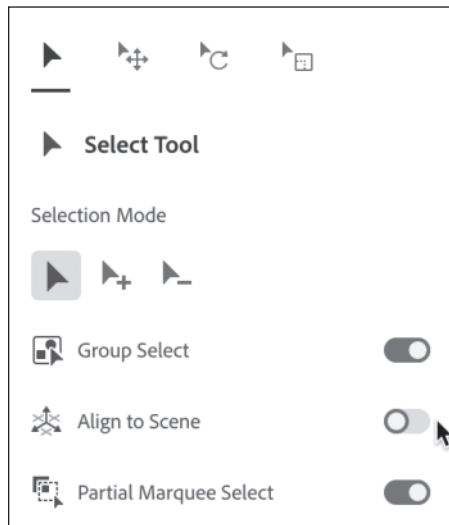 Select Tool
Selection Mode
Group Select
Align to Scene
Partial Marquee Select